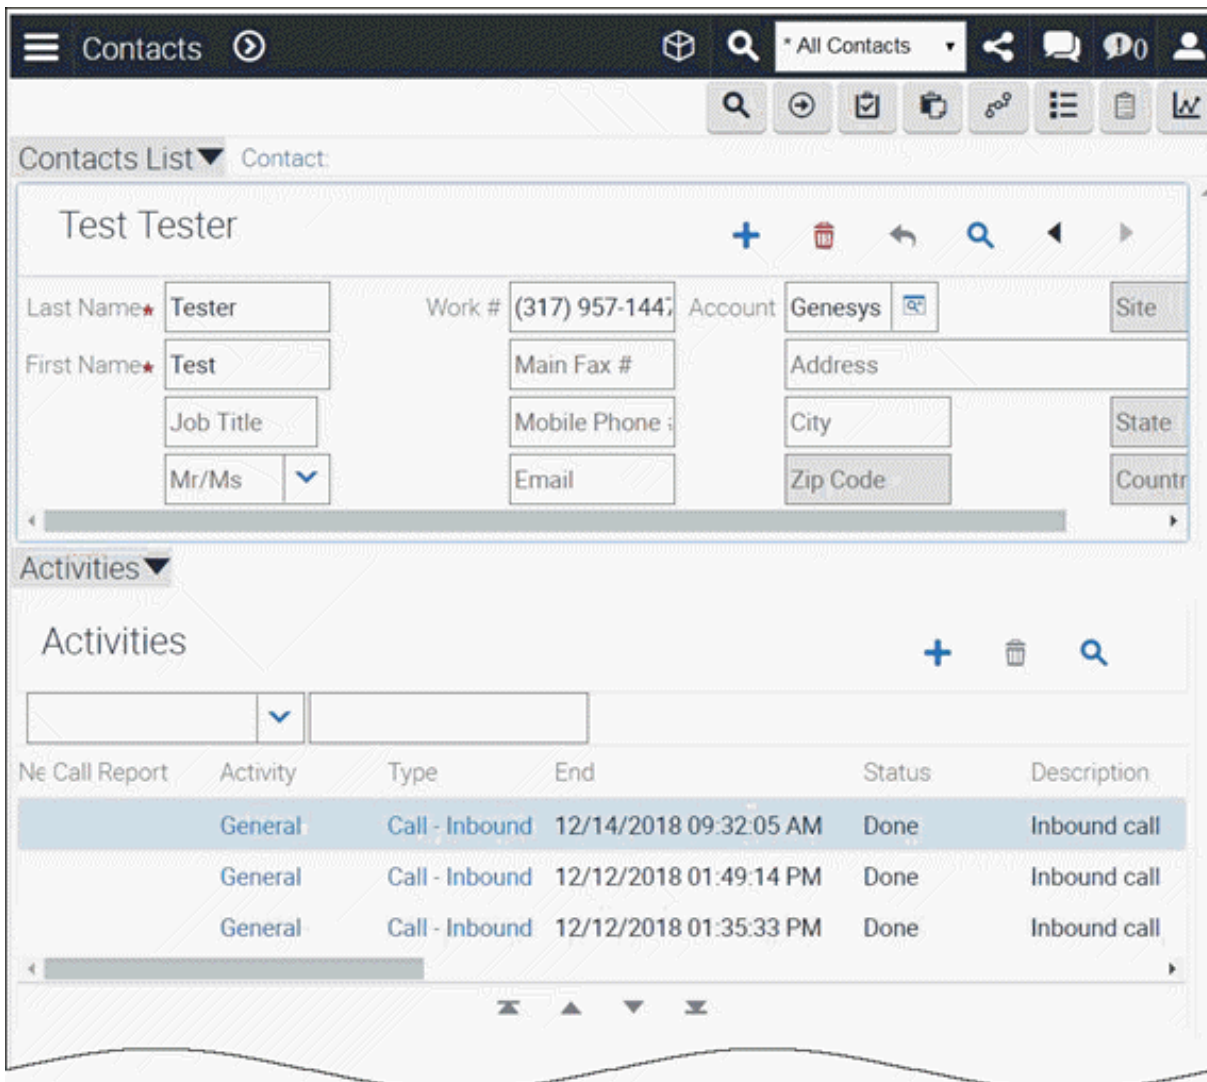 Contacts * All Contacts 0
Contacts List Contact:
Test Tester
Last Name* Tester Work # (317) 957-1447 Account Genesys Site
First Name* Test Main Fax # Address
Job Title Mobile Phone City State
Mr/Ms Email Zip Code Countr
Activities
Activities
Ne Call Report Activity Type End Status Description
General Call - Inbound 12/14/2018 09:32:05 AM Done Inbound call
General Call - Inbound 12/12/2018 01:49:14 PM Done Inbound call
General Call - Inbound 12/12/2018 01:35:33 PM Done Inbound call